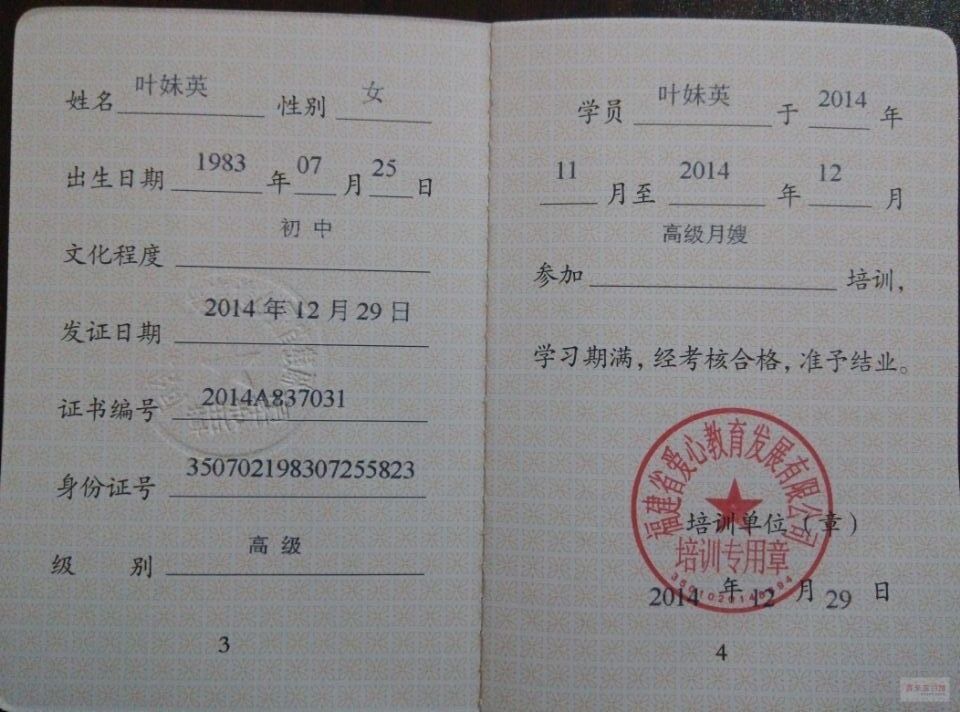 姓名 叶妹英 性别 女
出生日期 1983 年 07 月 25 日
文化程度 初中
发证日期 2014 年 12 月 29 日
证书编号 2014A837031
身份证号 350702198307255823
级 别 高 级
3
学员 叶妹英 于 2014 年
11 月至 2014 年 12 月
参加 高级月嫂 培训，
学习期满，经考核合格，准予结业。
福建省爱心教育发展有限公司
培训单位（章）
培训专用章
2014 年 12 月 29 日
4